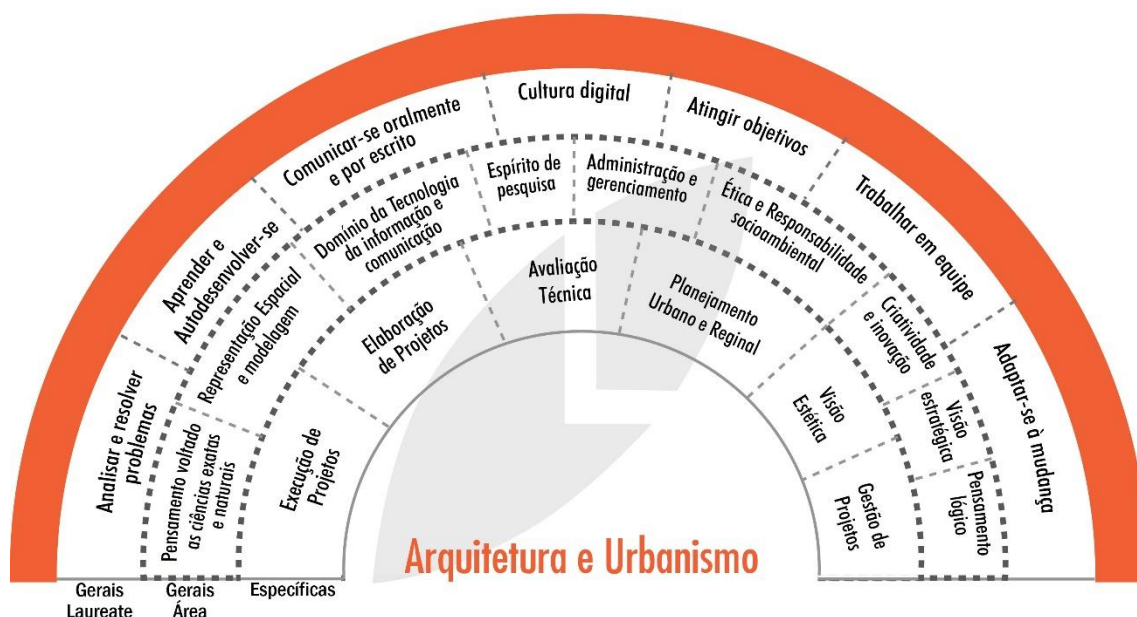 Analisar e resolver
problemas
Aprender e
Autodesenvolver-se
Comunicar-se oralmente
e por escrito
Cultura digital
Atingir objetivos
Trabalhar em equipe
Adaptar-se à mudança
Pensamento voltado
as ciências exatas
e naturais
Representação Espacial
e modelagem
Domínio da Tecnologia
da informação e
comunicação
Espírito de
pesquisa
Administração e
gerenciamento
Ética e Responsabilidade
socioambiental
Criatividade
e inovação
Visão
estratégica
Pensamento
lógico
Execução de
Projetos
Elaboração
de Projetos
Avaliação
Técnica
Planejamento
Urbano e Reginal
Visão
Estética
Gestão de
Projetos
Arquitetura e Urbanismo
Gerais
Laureate
Gerais
Área
Específicas